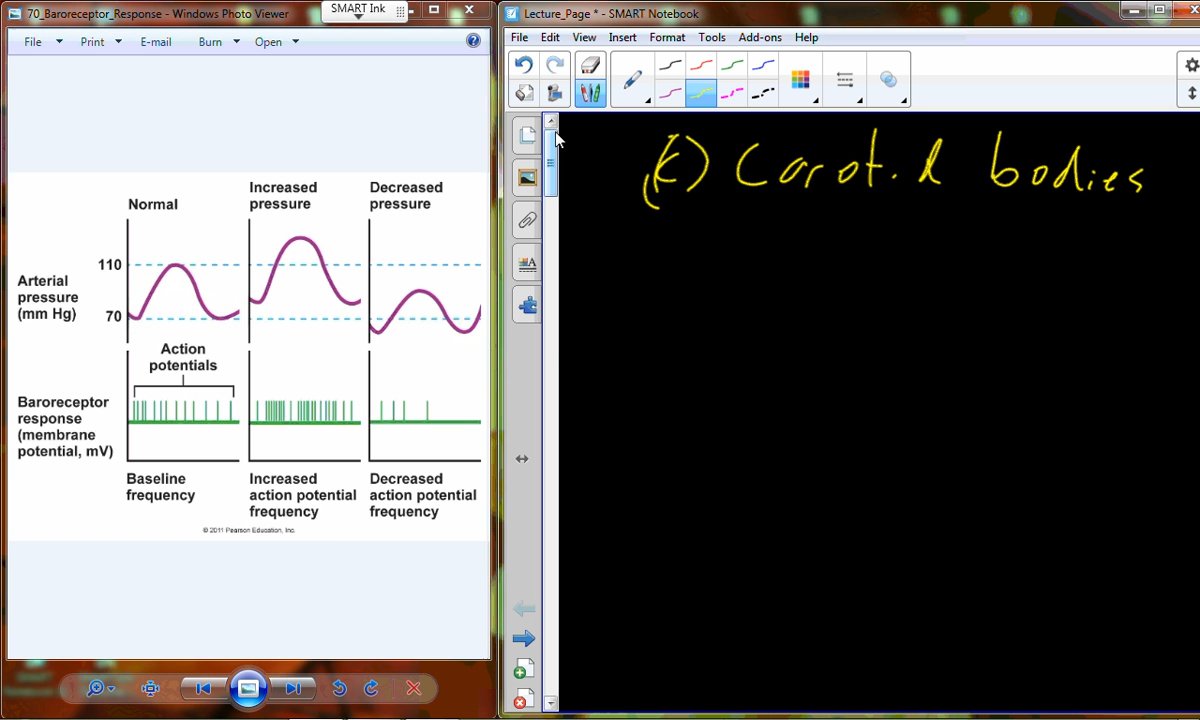 70_Baroreceptor_Response - Windows Photo Viewer
SMART Ink
File Print E-mail Burn Open
Normal
Increased
pressure
Decreased
pressure
Arterial
pressure
(mm Hg)
110
70
Action
potentials
Baroreceptor
response
(membrane
potential, mV)
Baseline
frequency
Increased
action potential
frequency
Decreased
action potential
frequency
© 2011 Pearson Education, Inc.
Lecture_Page * - SMART Notebook
File Edit View Insert Format Tools Add-ons Help
Carotid bodies